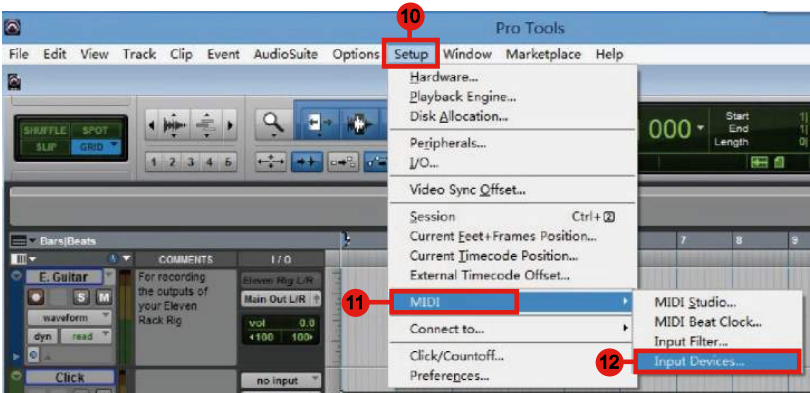 10
Pro Tools
File Edit View Track Clip Event AudioSuite Options Setup Window Marketplace Help
Hardware...
Playback Engine...
Disk Allocation...
Peripherals...
I/O...
Video Sync Offset...
Session Ctrl+2
Current Feet+Frames Position...
Current Timecode Position...
External Timecode Offset...
11 MIDI
Connect to...
Click/Countoff...
Preferences...
MIDI Studio...
MIDI Beat Clock...
Input Filter...
12 Input Devices...
SHUFFLE SPOT
SLIP GRID
1 2 3 4 5
000
Start 1|
End 1|
Length 0|
Bars|Beats
7 8 9
COMMENTS I / O
E. Guitar
S M
waveform
dyn read
For recording
the outputs of
your Eleven
Rack Rig
Eleven Rig L/R
Main Out L/R
vol 0.0
100 100
Click
no input